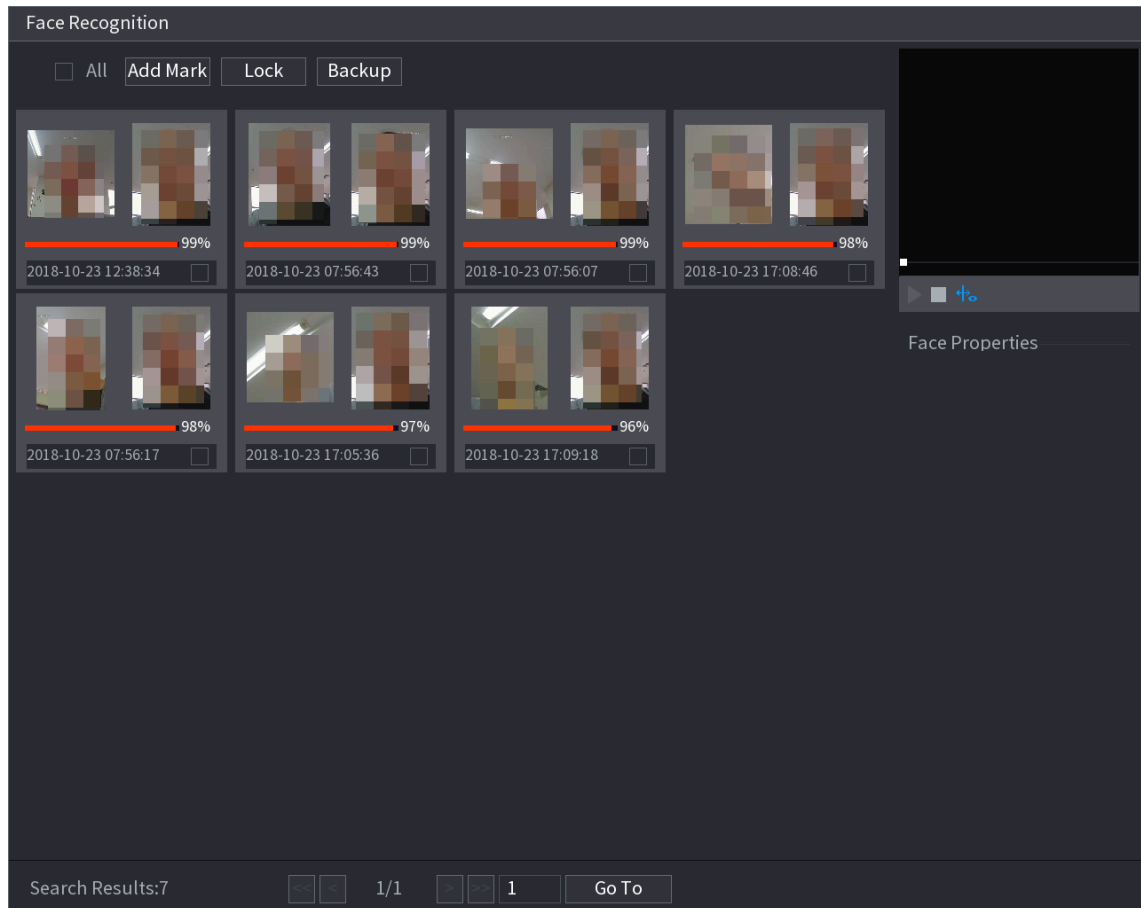 Face Recognition
All Add Mark Lock Backup
99% 99% 99% 98%
2018-10-23 12:38:34 2018-10-23 07:56:43 2018-10-23 07:56:07 2018-10-23 17:08:46
Face Properties
98% 97% 96%
2018-10-23 07:56:17 2018-10-23 17:05:36 2018-10-23 17:09:18
Search Results:7 << < 1/1 > >> 1 Go To